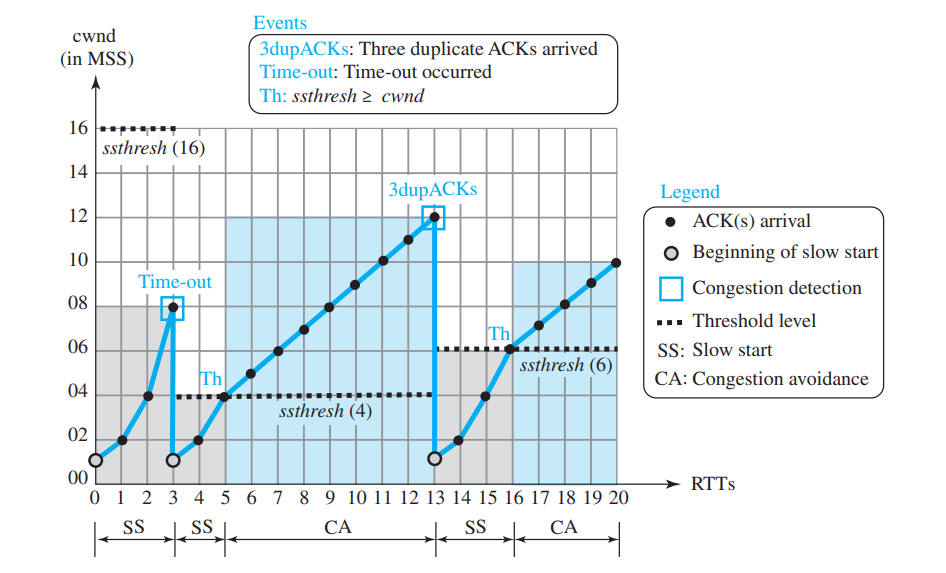 Events
3dupACKs: Three duplicate ACKs arrived
Time-out: Time-out occurred
Th: ssthresh ≥ cwnd
cwnd
(in MSS)
16
ssthresh (16)
14
12
10
08
06
04
02
00
Time-out
Th
ssthresh (4)
3dupACKs
Th
ssthresh (6)
0 1 2 3 4 5 6 7 8 9 10 11 12 13 14 15 16 17 18 19 20
RTTs
SS SS CA SS CA
Legend
ACK(s) arrival
Beginning of slow start
Congestion detection
Threshold level
SS: Slow start
CA: Congestion avoidance